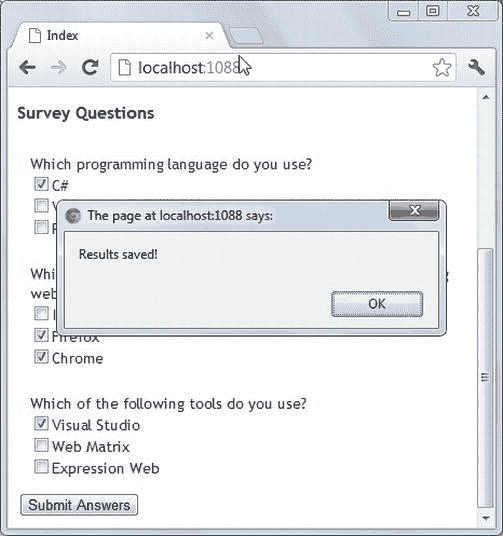 Index
localhost:1088
Survey Questions
Which programming language do you use?
C#
The page at localhost:1088 says:
Results saved!
OK
Firefox
Chrome
Which of the following tools do you use?
Visual Studio
Web Matrix
Expression Web
Submit Answers